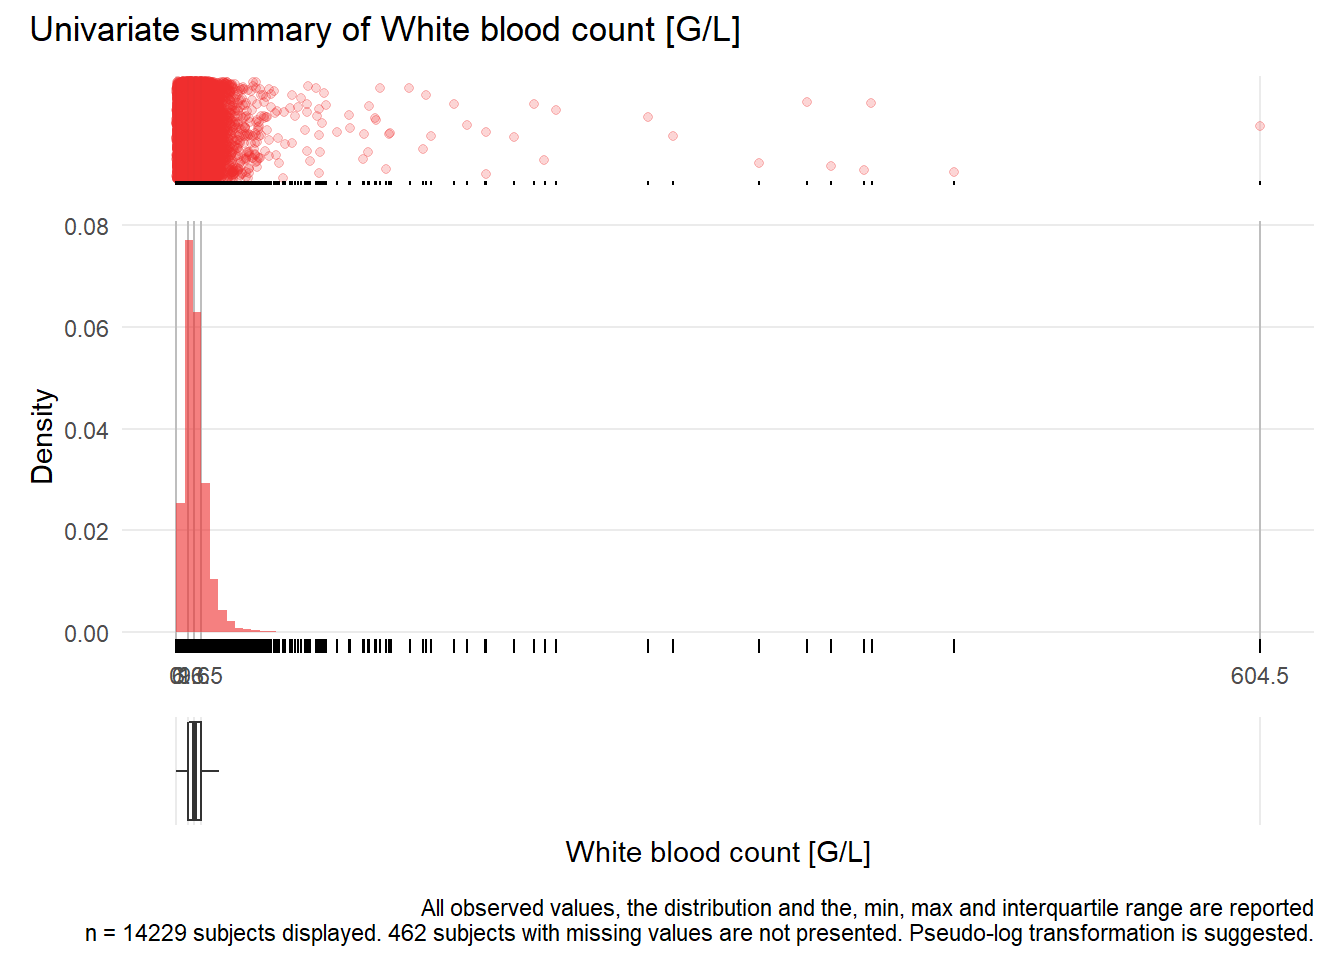 Univariate summary of White blood count [G/L]
0.08
0.06
0.04
0.02
0.00
Density
604.5
White blood count [G/L]
All observed values, the distribution and the, min, max and interquartile range are reported
n = 14229 subjects displayed. 462 subjects with missing values are not presented. Pseudo-log transformation is suggested.